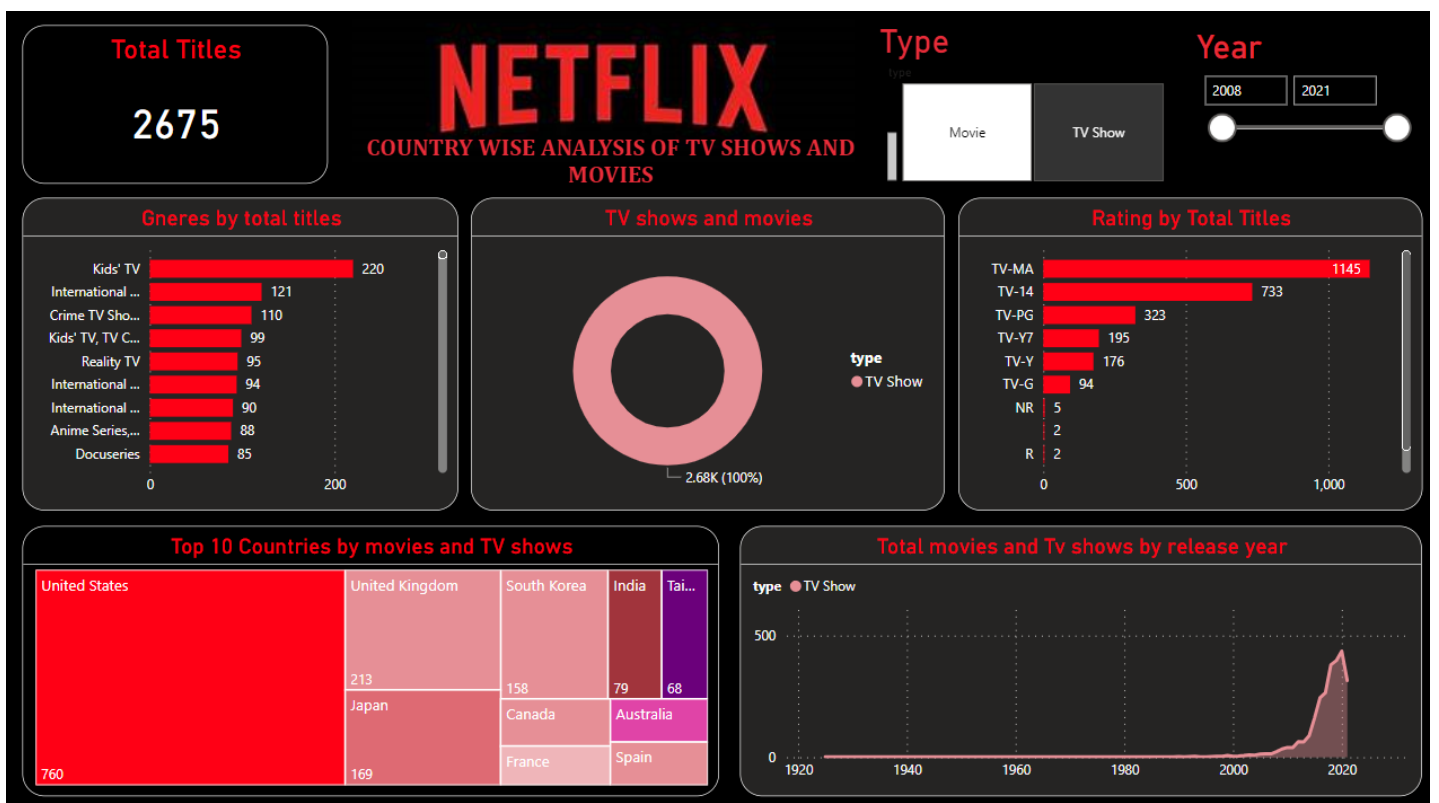 Total Titles
2675
NETFLIX
COUNTRY WISE ANALYSIS OF TV SHOWS AND
MOVIES
Type
type
Movie
TV Show
Year
2008
2021
Gneres by total titles
Kids' TV 220
International ... 121
Crime TV Sho... 110
Kids' TV, TV C... 99
Reality TV 95
International ... 94
International ... 90
Anime Series,... 88
Docuseries 85
0 200
TV shows and movies
type
TV Show
2.68K (100%)
Rating by Total Titles
TV-MA 1145
TV-14 733
TV-PG 323
TV-Y7 195
TV-Y 176
TV-G 94
NR 5
2
R 2
0 500 1,000
Top 10 Countries by movies and TV shows
United States
760
United Kingdom
213
Japan
169
South Korea
158
India
79
Tai...
68
Canada
Australia
France
Spain
Total movies and Tv shows by release year
type TV Show
500
0
1920 1940 1960 1980 2000 2020